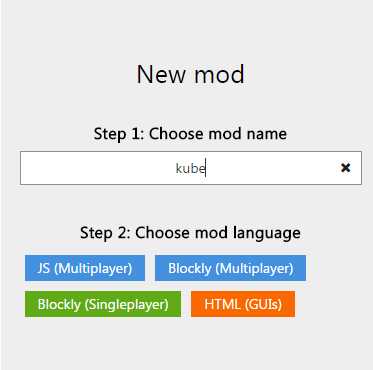 New mod
Step 1: Choose mod name
kube
Step 2: Choose mod language
JS (Multiplayer) Blockly (Multiplayer)
Blockly (Singleplayer) HTML (GUIs)